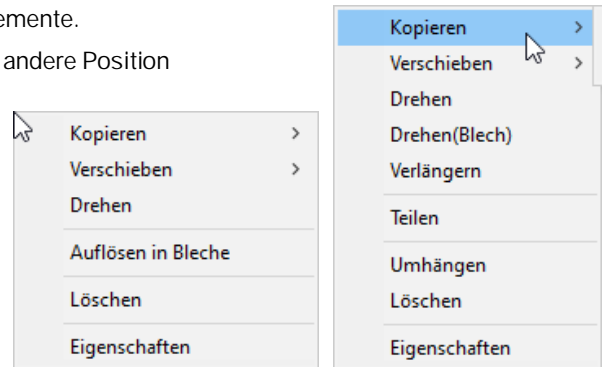 andere Position
Kopieren
Verschieben
Drehen
Auflösen in Bleche
Löschen
Eigenschaften
Kopieren
Verschieben
Drehen
Drehen(Blech)
Verlängern
Teilen
Umhängen
Löschen
Eigenschaften